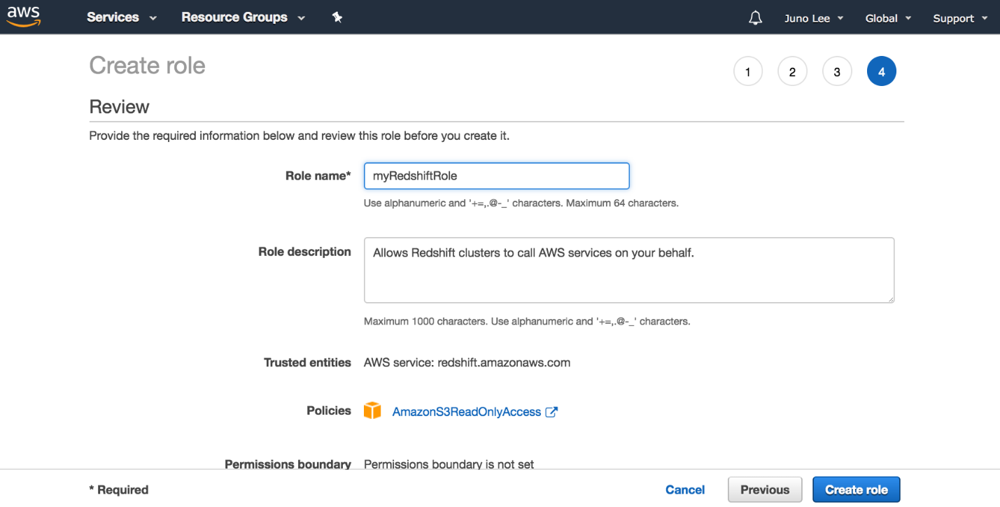 aws Services Resource Groups Juno Lee Global Support
Create role 1 2 3 4
Review
Provide the required information below and review this role before you create it.
Role name* myRedshiftRole
Use alphanumeric and '+=,.@-_' characters. Maximum 64 characters.
Role description Allows Redshift clusters to call AWS services on your behalf.
Maximum 1000 characters. Use alphanumeric and '+=,.@-_' characters.
Trusted entities AWS service: redshift.amazonaws.com
Policies AmazonS3ReadOnlyAccess
Permissions boundary Permissions boundary is not set
* Required Cancel Previous Create role